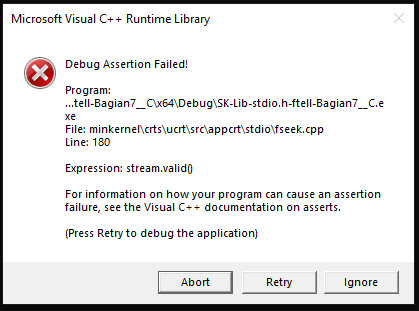 Microsoft Visual C++ Runtime Library
Debug Assertion Failed!
Program:
...tell-Bagian7__C\x64\Debug\SK-Lib-stdio.h-ftell-Bagian7__C.e
xe
File: minkernel\crts\ucrt\src\appcrt\stdio\fseek.cpp
Line: 180
Expression: stream.valid()
For information on how your program can cause an assertion
failure, see the Visual C++ documentation on asserts.
(Press Retry to debug the application)
Abort
Retry
Ignore